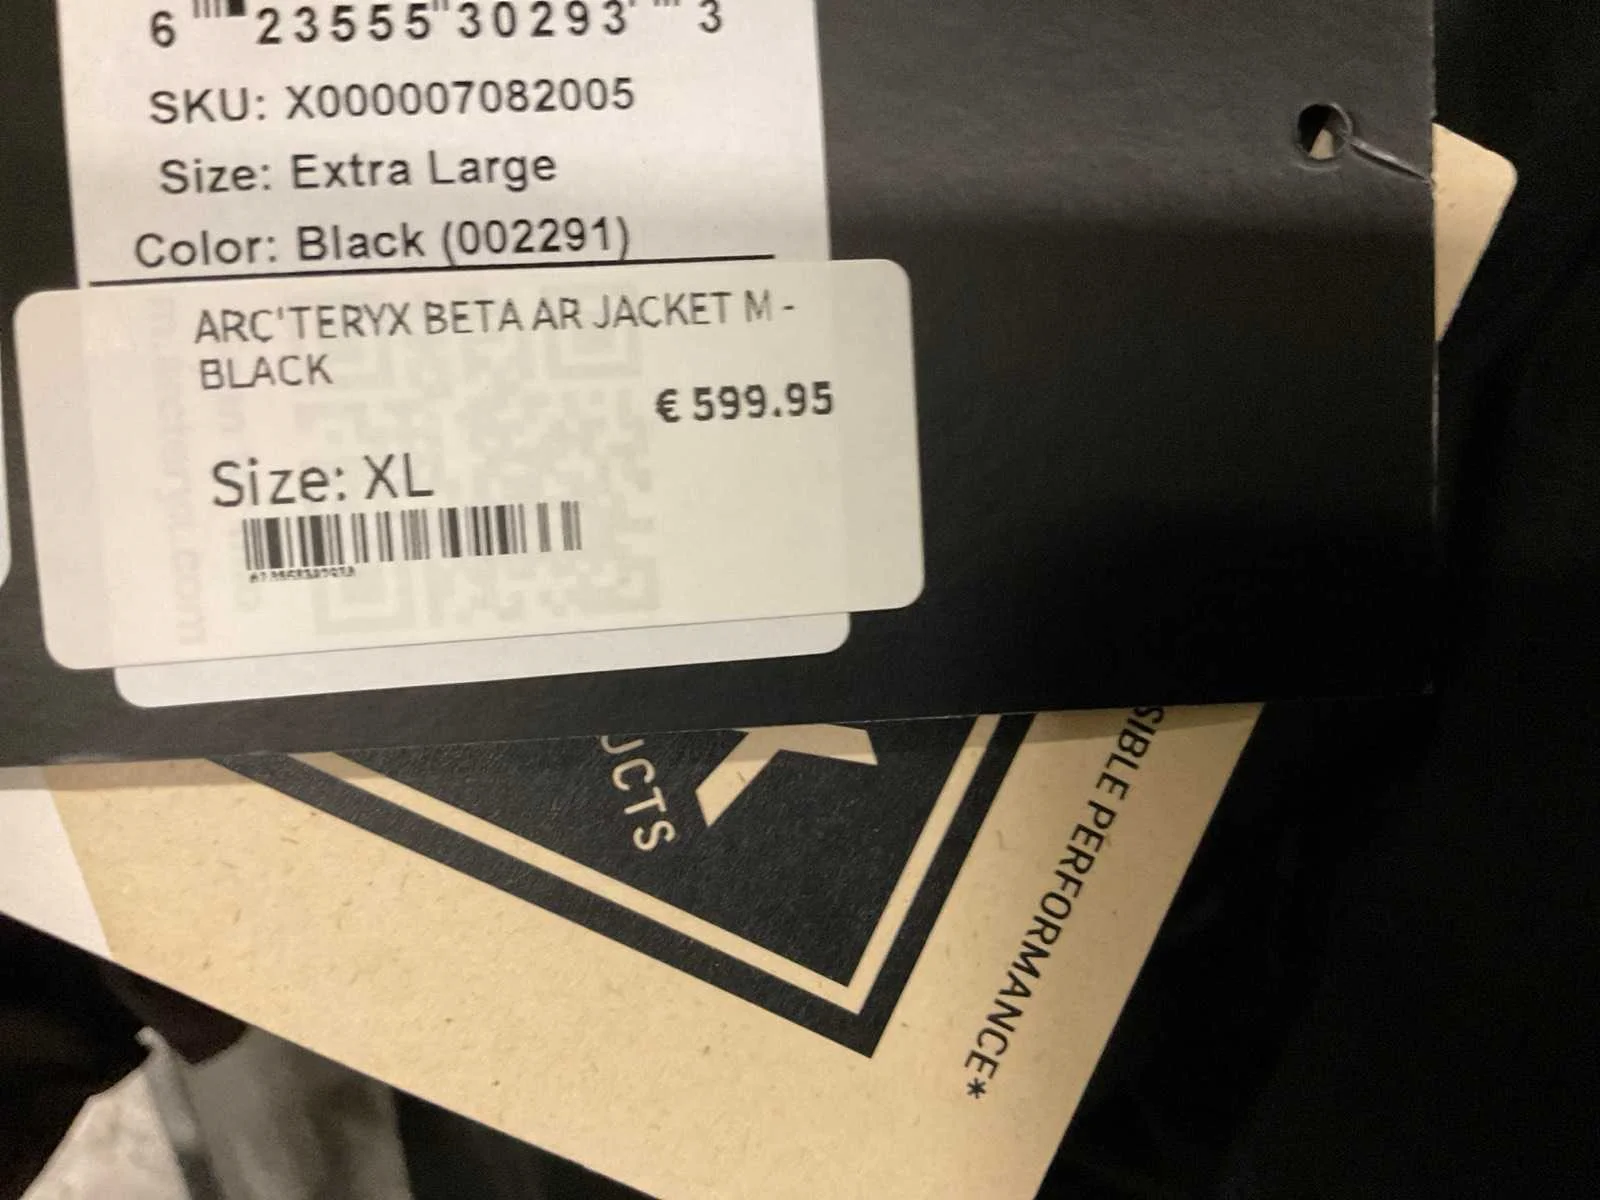 6 23555 30293 3
SKU: X000007082005
Size: Extra Large
Color: Black (002291)
ARC'TERYX BETA AR JACKET M -
BLACK
€ 599.95
Size: XL
UCTS
SIBLE PERFORMANCE*